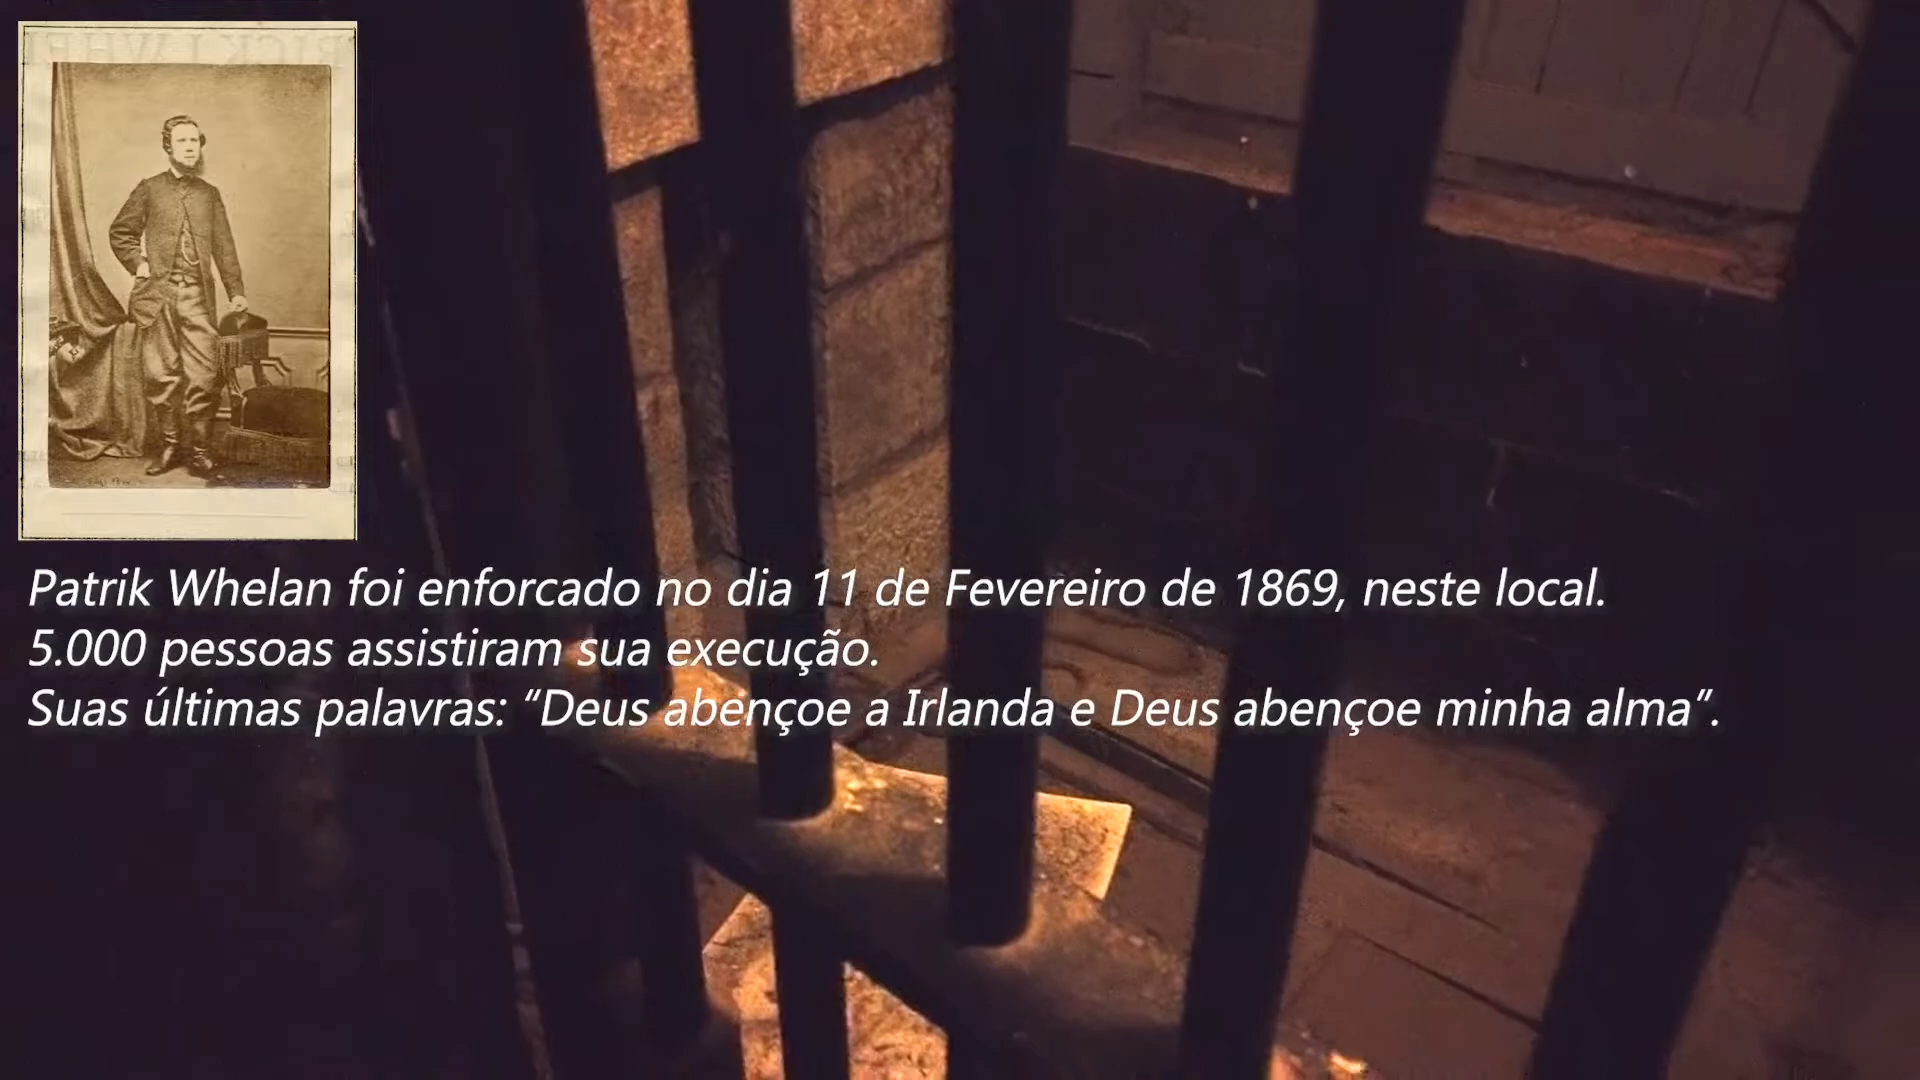 Patrik Whelan foi enforcado no dia 11 de Fevereiro de 1869, neste local.
5.000 pessoas assistiram sua execução.
Suas últimas palavras: “Deus abençoe a Irlanda e Deus abençoe minha alma”.